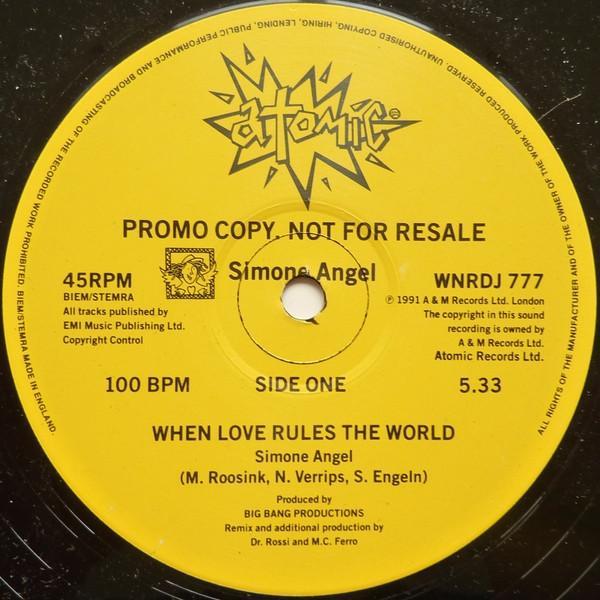 ALL RIGHTS OF THE MANUFACTURER AND OF THE OWNER OF THE WORK PRODUCED RESERVED. UNAUTHORISED COPYING, HIRING, LENDING, PUBLIC PERFORMANCE AND BROADCASTING OF THE RECORDED WORK PROHIBITED. BIEM/STEMRA MADE IN ENGLAND.
atomic
PROMO COPY. NOT FOR RESALE
Simone Angel
45RPM
BIEM/STEMRA
All tracks published by
EMI Music Publishing Ltd.
Copyright Control
WNRDJ 777
℗ 1991 A & M Records Ltd. London
The copyright in this sound
recording is owned by
A & M Records Ltd.
Atomic Records Ltd.
100 BPM SIDE ONE 5.33
WHEN LOVE RULES THE WORLD
Simone Angel
(M. Roosink, N. Verrips, S. Engeln)
Produced by
BIG BANG PRODUCTIONS
Remix and additional production by
Dr. Rossi and M.C. Ferro